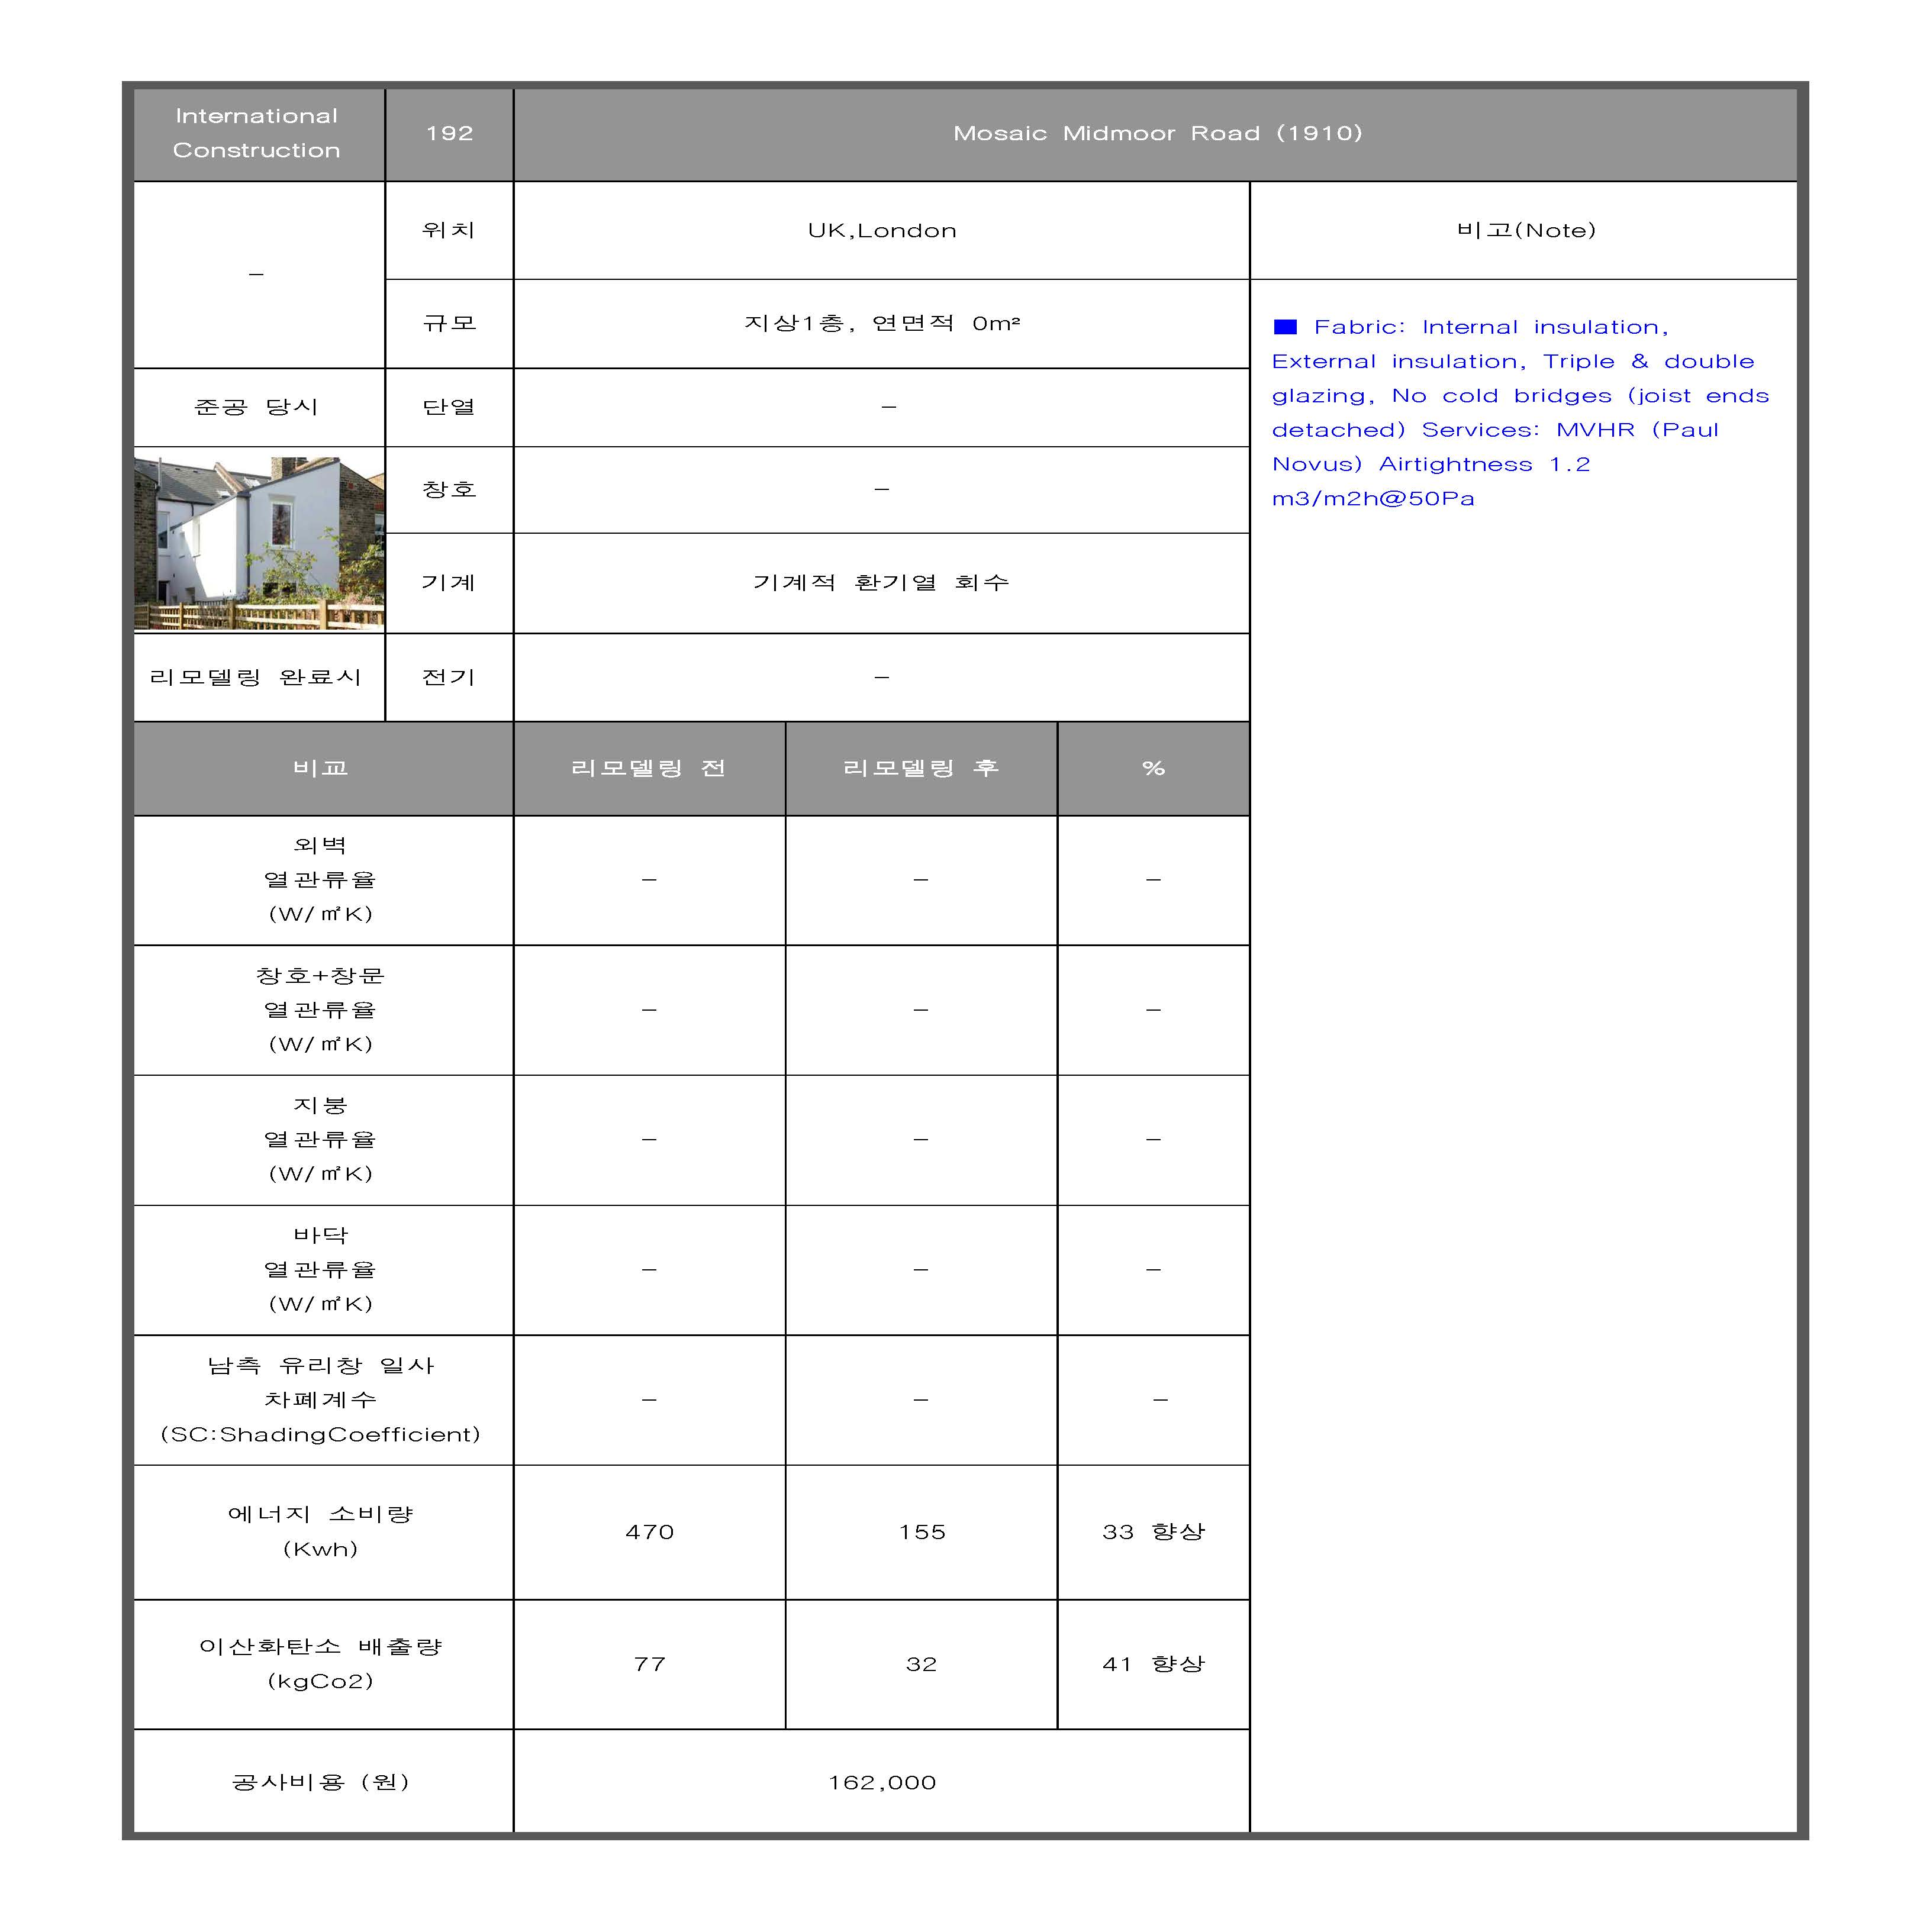 International
Construction
192
Mosaic Midmoor Road (1910)
–
위치
UK,London
비고(Note)
규모
지상1층, 연면적 0m²
■ Fabric: Internal insulation,
External insulation, Triple & double
glazing, No cold bridges (joist ends
detached) Services: MVHR (Paul
Novus) Airtightness 1.2
m3/m2h@50Pa
준공 당시
단열
–
창호
–
기계
기계적 환기열 회수
리모델링 완료시
전기
–
비교
리모델링 전
리모델링 후
%
외벽
열관류율
(W/㎡K)
–
–
–
창호+창문
열관류율
(W/㎡K)
–
–
–
지붕
열관류율
(W/㎡K)
–
–
–
바닥
열관류율
(W/㎡K)
–
–
–
남측 유리창 일사
차폐계수
(SC:ShadingCoefficient)
–
–
–
에너지 소비량
(Kwh)
470
155
33 향상
이산화탄소 배출량
(kgCo2)
77
32
41 향상
공사비용 (원)
162,000